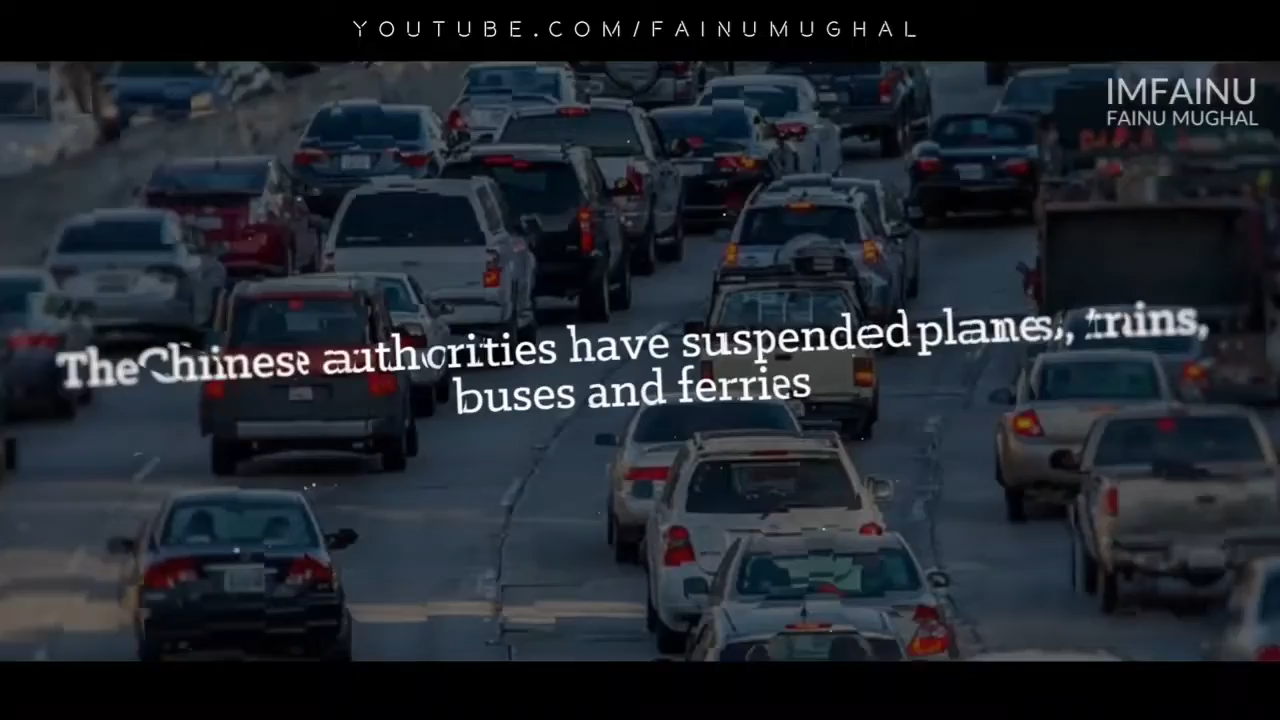 YOUTUBE.COM/FAINUMUGHAL
IMFAINU
FAINU MUGHAL
The Chinese authorities have suspended planes, trains,
buses and ferries